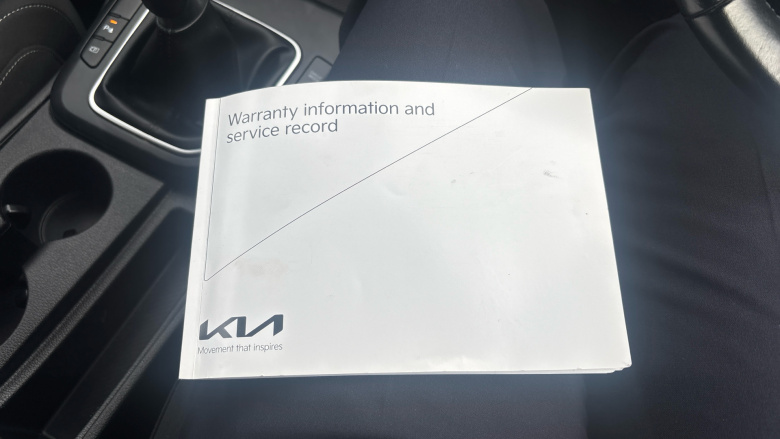 Warranty information and
service record
KIA
Movement that inspires